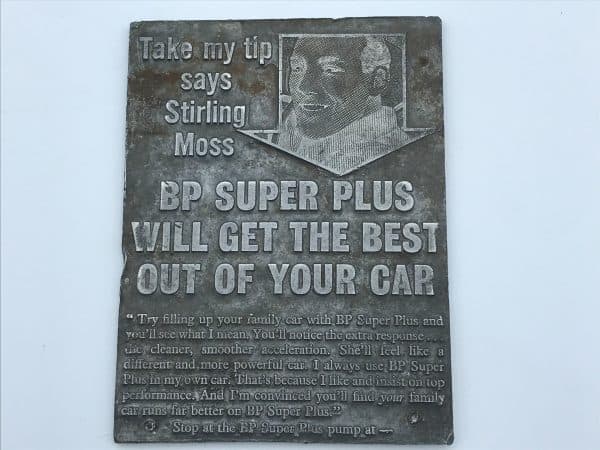 Take my tip
says
Stirling
Moss
BP SUPER PLUS
WILL GET THE BEST
OUT OF YOUR CAR
“ Try filling up your family car with BP Super Plus and
you'll see what I mean. You'll notice the extra response . . .
the cleaner, smoother acceleration. She'll feel like a
different and more powerful car. I always use BP Super
Plus in my own car. That's because I like and insist on top
performance. And I'm convinced you'll find your family
car runs far better on BP Super Plus.”
Stop at the BP Super Plus pump at —